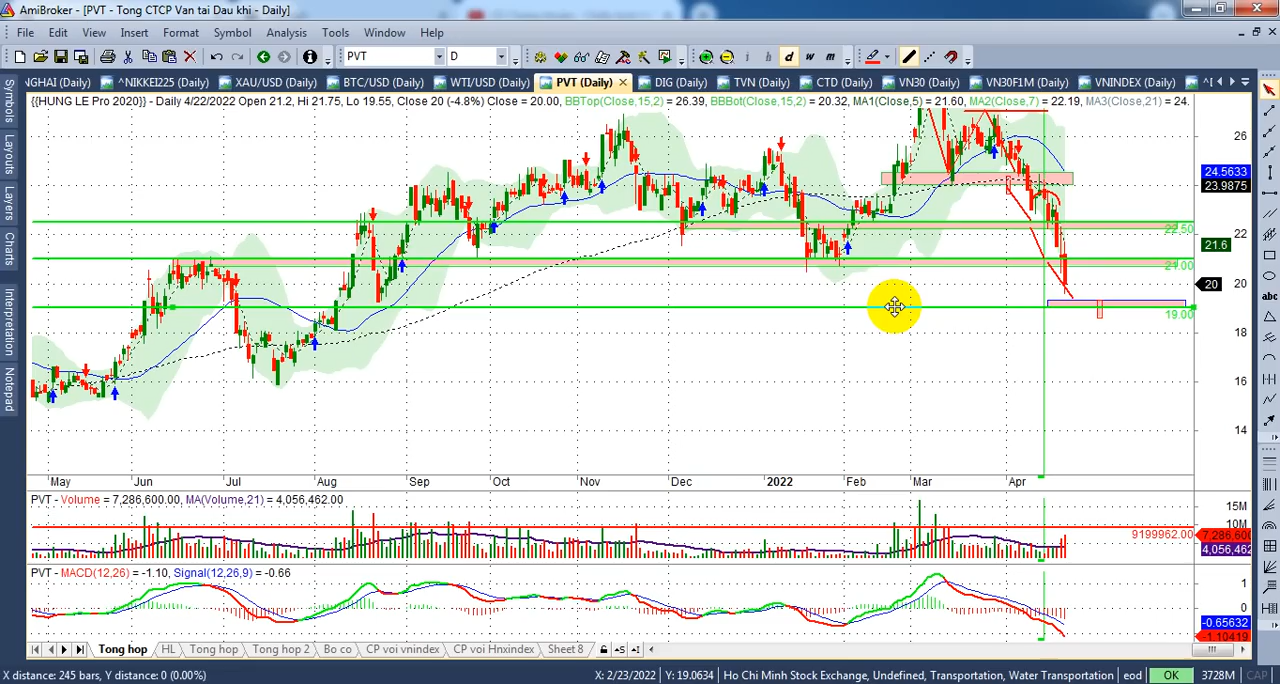 AmiBroker - [PVT - Tong CTCP Van tai Dau khi - Daily]
File Edit View Insert Format Symbol Analysis Tools Window Help
PVT D i h d w m
NGHAI (Daily) ^NIKKEI225 (Daily) XAU/USD (Daily) BTC/USD (Daily) WTI/USD (Daily) PVT (Daily) DIG (Daily) TVN (Daily) CTD (Daily) VN30 (Daily) VN30F1M (Daily) VNINDEX (Daily)
{{HUNG LE Pro 2020}} - Daily 4/22/2022 Open 21.2, Hi 21.75, Lo 19.55, Close 20 (-4.8%) Close = 20.00, BBTop(Close,15,2) = 26.39, BBBot(Close,15,2) = 20.32, MA1(Close,5) = 21.60, MA2(Close,7) = 22.19, MA3(Close,21) = 24.
Symbols
Layouts
Layers
Charts
Interpretation
Notepad
abc
26
24.5633
23.9875
22.50
22
21.6
21.00
20
20
19.00
18
16
14
May Jun Jul Aug Sep Oct Nov Dec 2022 Feb Mar Apr
PVT - Volume = 7,286,600.00, MA(Volume,21) = 4,056,462.00
15M
10M
9199962.00
7,286,600
4,056,462
PVT - MACD(12,26) = -1.10, Signal(12,26,9) = -0.66
1
0
-0.65632
-1.10419
Tong hop HL Tong hop Tong hop 2 Bo co CP voi vnindex CP voi Hnxindex Sheet 8
X distance: 245 bars, Y distance: 0 (0.00%) X: 2/23/2022 Y: 19.0634 Ho Chi Minh Stock Exchange, Undefined, Transportation, Water Transportation eod OK 3728M CAP